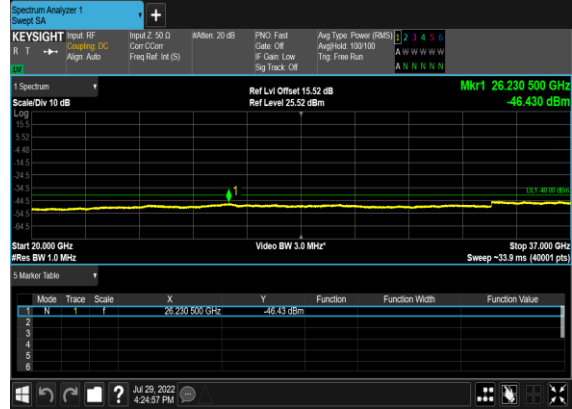 Spectrum Analyzer 1
Swept SA
+
KEYSIGHT
R T
Input: RF
Coupling: DC
Align: Auto
Input Z: 50 Ω
Corr CCorr
Freq Ref: Int (S)
#Atten: 20 dB
PNO: Fast
Gate: Off
IF Gain: Low
Sig Track: Off
Avg Type: Power (RMS)
Avg|Hold: 100/100
Trig: Free Run
1 2 3 4 5 6
A W W W W W
A N N N N N
1 Spectrum
Scale/Div 10 dB
Ref Lvl Offset 15.52 dB
Ref Level 25.52 dBm
Mkr1 26.230 500 GHz
-46.430 dBm
Log
15.5
5.52
-4.48
-14.5
-24.5
-34.5
-44.5
-54.5
-64.5
1
DL1 -40.00 dBm
Start 20.000 GHz
#Res BW 1.0 MHz
Video BW 3.0 MHz*
Stop 37.000 GHz
Sweep ~33.9 ms (40001 pts)
5 Marker Table
Mode Trace Scale X Y Function Function Width Function Value
1 N 1 f 26.230 500 GHz -46.43 dBm
2
3
4
5
6
?
Jul 29, 2022
4:24:57 PM